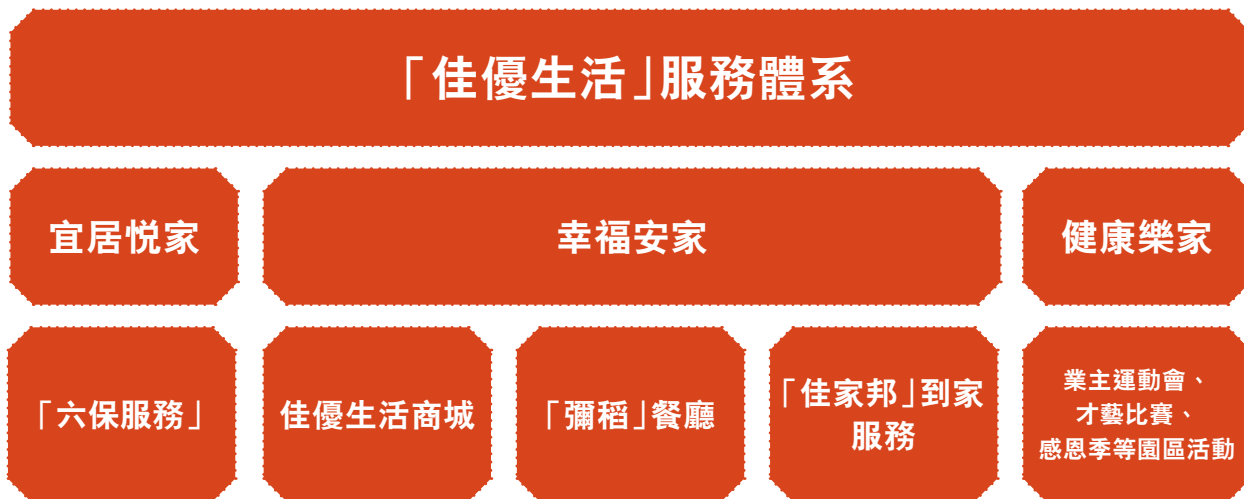 「佳優生活」服務體系
宜居悦家
幸福安家
健康樂家
「六保服務」
佳優生活商城
「彌稻」餐廳
「佳家邦」到家
服務
業主運動會、
才藝比賽、
感恩季等園區活動